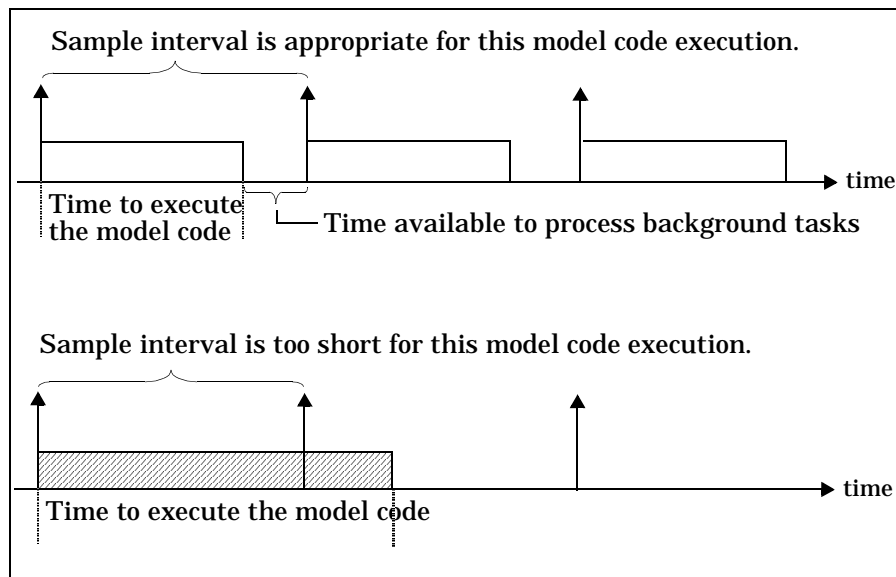 Sample interval is appropriate for this model code execution.
time
Time to execute
the model code
Time available to process background tasks
Sample interval is too short for this model code execution.
time
Time to execute the model code